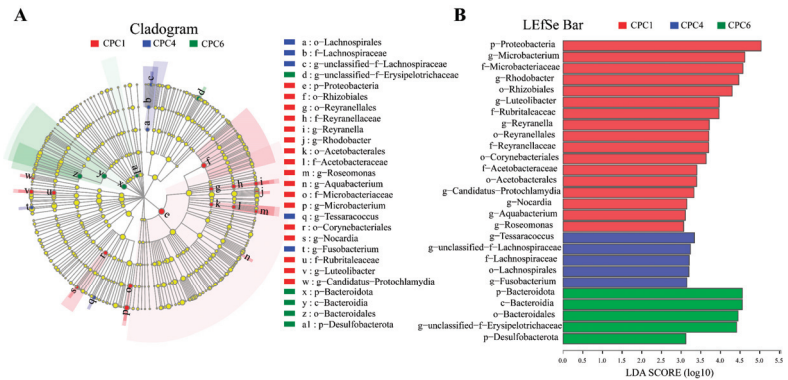 A
Cladogram
CPC1 CPC4 CPC6
a : o-Lachnospirales
b : f-Lachnospiraceae
c : g-unclassified-f-Lachnospiraceae
d : g-unclassified-f-Erysipelotrichaceae
e : p-Proteobacteria
f : o-Rhizobiales
g : o-Reyranellales
h : f-Reyranellaceae
i : g-Reyranella
j : g-Rhodobacter
k : o-Acetobacterales
l : f-Acetobacteraceae
m : g-Roseomonas
n : g-Aquabacterium
o : f-Microbacteriaceae
p : g-Microbacterium
q : g-Tessaracoccus
r : o-Corynebacteriales
s : g-Nocardia
t : g-Fusobacterium
u : f-Rubritaleaceae
v : g-Luteolibacter
w : g-Candidatus-Protochlamydia
x : p-Bacteroidota
y : c-Bacteroidia
z : o-Bacteroidales
a1 : p-Desulfobacterota
c
b
a
d
a1
f
w
z
y
x
v
u
t
g
h
i
j
k
l
m
e
n
r
s
q
o
p
B
LEfSe Bar
CPC1 CPC4 CPC6
p-Proteobacteria
g-Microbacterium
f-Microbacteriaceae
g-Rhodobacter
o-Rhizobiales
g-Luteolibacter
f-Rubritaleaceae
g-Reyranella
o-Reyranellales
f-Reyranellaceae
o-Corynebacteriales
f-Acetobacteraceae
o-Acetobacterales
g-Candidatus-Protochlamydia
g-Nocardia
g-Aquabacterium
g-Roseomonas
g-Tessaracoccus
g-unclassified-f-Lachnospiraceae
f-Lachnospiraceae
o-Lachnospirales
g-Fusobacterium
p-Bacteroidota
c-Bacteroidia
o-Bacteroidales
g-unclassified-f-Erysipelotrichaceae
p-Desulfobacterota
0.0 0.5 1.0 1.5 2.0 2.5 3.0 3.5 4.0 4.5 5.0 5.5
LDA SCORE (log10)